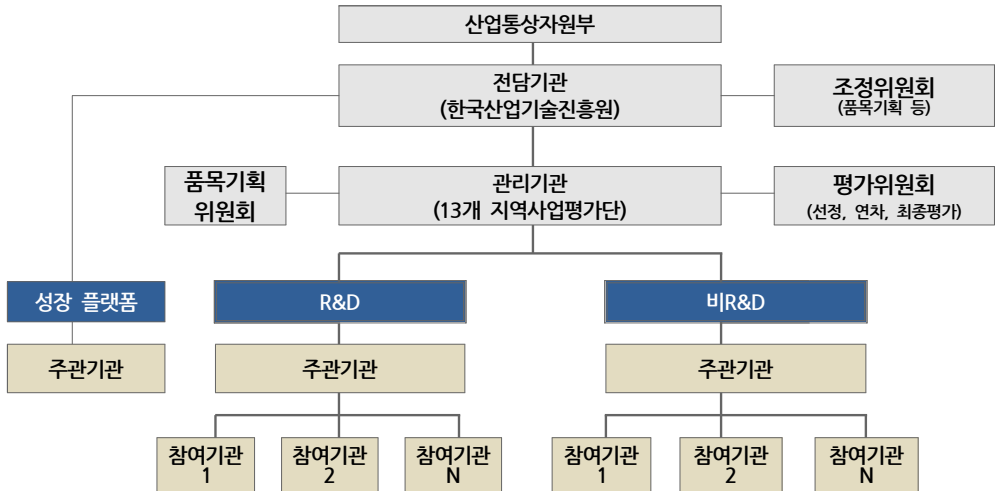 산업통상자원부
전담기관
(한국산업기술진흥원)
조정위원회
(품목기획 등)
품목기획
위원회
관리기관
(13개 지역사업평가단)
평가위원회
(선정, 연차, 최종평가)
성장 플랫폼
R&D
비R&D
주관기관
주관기관
주관기관
참여기관
1
참여기관
2
참여기관
N
참여기관
1
참여기관
2
참여기관
N